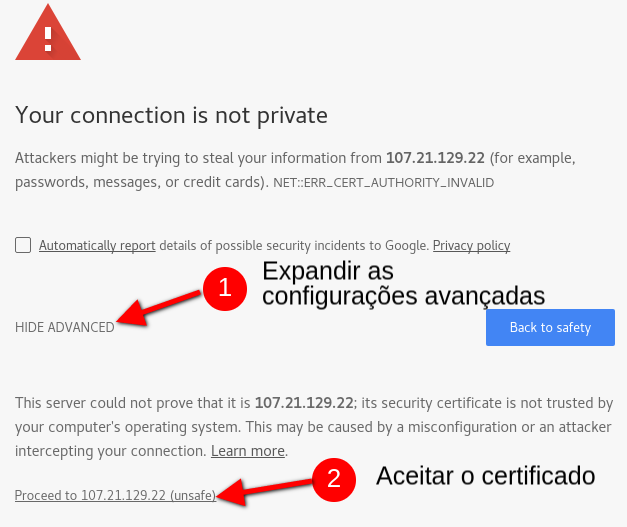 Your connection is not private
Attackers might be trying to steal your information from 107.21.129.22 (for example,
passwords, messages, or credit cards). NET::ERR_CERT_AUTHORITY_INVALID
Automatically report details of possible security incidents to Google. Privacy policy
1
Expandir as
configurações avançadas
HIDE ADVANCED
Back to safety
This server could not prove that it is 107.21.129.22; its security certificate is not trusted by
your computer's operating system. This may be caused by a misconfiguration or an attacker
intercepting your connection. Learn more.
2
Aceitar o certificado
Proceed to 107.21.129.22 (unsafe)